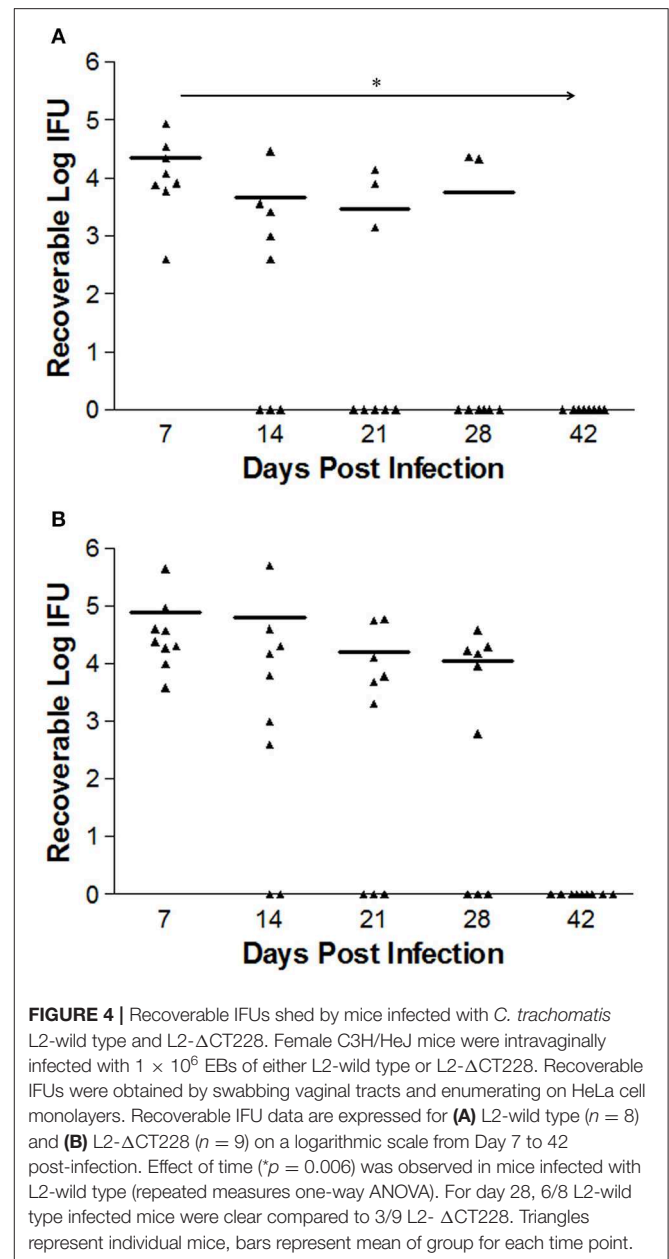 A
*
6
5
4
3
2
1
0
Recoverable Log IFU
7 14 21 28 42
Days Post Infection
B
6
5
4
3
2
1
0
Recoverable Log IFU
7 14 21 28 42
Days Post Infection
FIGURE 4 | Recoverable IFUs shed by mice infected with C. trachomatis
L2-wild type and L2-ΔCT228. Female C3H/HeJ mice were intravaginally
infected with 1 × 10⁶ EBs of either L2-wild type or L2-ΔCT228. Recoverable
IFUs were obtained by swabbing vaginal tracts and enumerating on HeLa cell
monolayers. Recoverable IFU data are expressed for (A) L2-wild type (n = 8)
and (B) L2-ΔCT228 (n = 9) on a logarithmic scale from Day 7 to 42
post-infection. Effect of time (*p = 0.006) was observed in mice infected with
L2-wild type (repeated measures one-way ANOVA). For day 28, 6/8 L2-wild
type infected mice were clear compared to 3/9 L2- ΔCT228. Triangles
represent individual mice, bars represent mean of group for each time point.